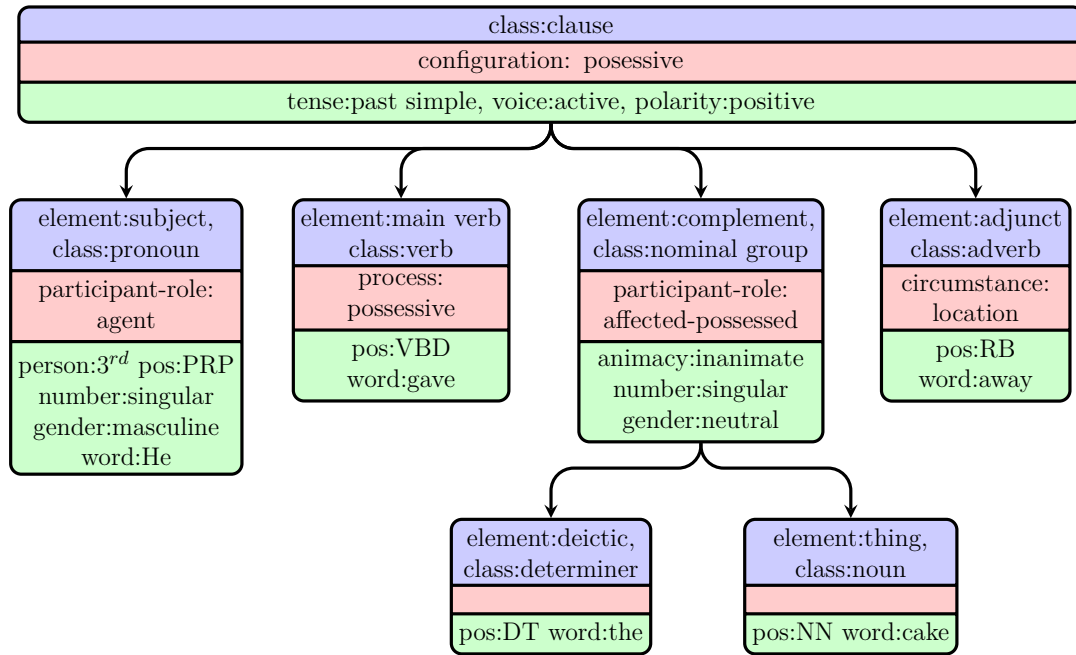 class:clause
configuration: posessive
tense:past simple, voice:active, polarity:positive
element:subject,
class:pronoun
participant-role:
agent
person:3rd pos:PRP
number:singular
gender:masculine
word:He
element:main verb
class:verb
process:
possessive
pos:VBD
word:gave
element:complement,
class:nominal group
participant-role:
affected-possessed
animacy:inanimate
number:singular
gender:neutral
element:adjunct
class:adverb
circumstance:
location
pos:RB
word:away
element:deictic,
class:determiner
pos:DT word:the
element:thing,
class:noun
pos:NN word:cake